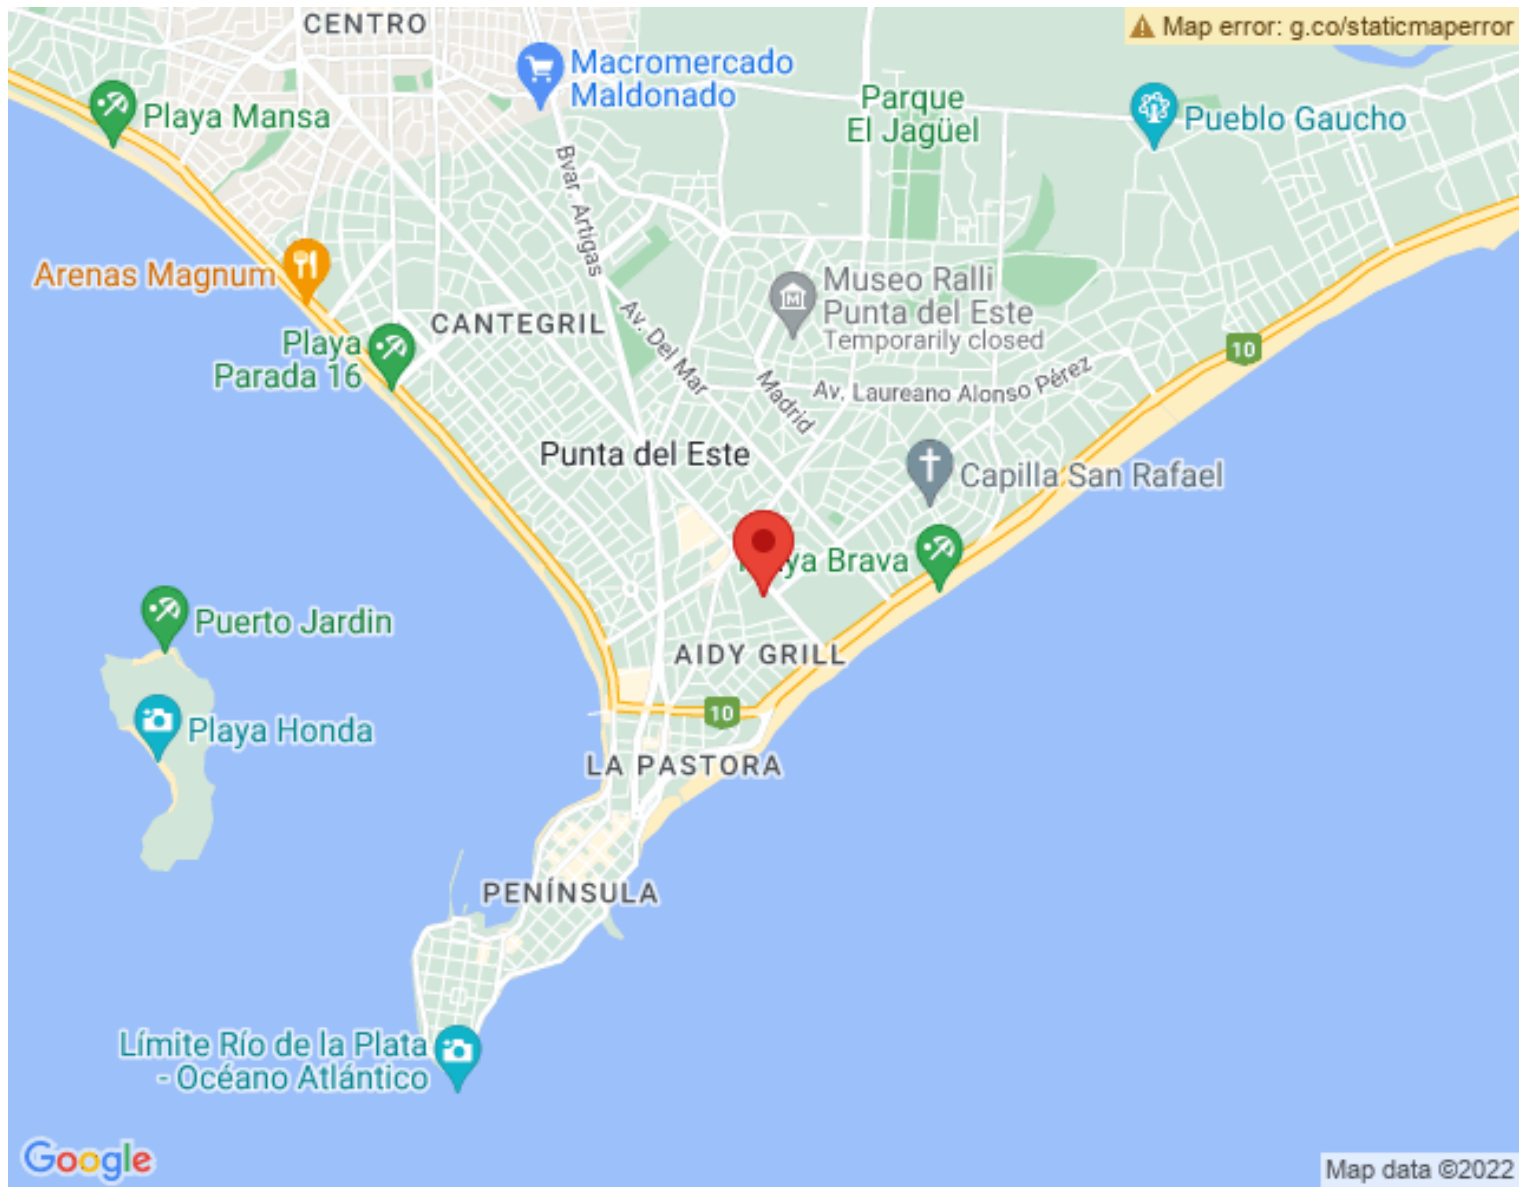 CENTRO
Map error: g.co/staticmaperror
Macromercado
Maldonado
Parque
El Jagüel
Playa Mansa
Pueblo Gaucho
Bvar. Artigas
Arenas Magnum
Museo Ralli
Punta del Este
Temporarily closed
CANTEGRIL
Av. Del Mar
Playa
Parada 16
10
Madrid
Av. Laureano Alonso Pérez
Punta del Este
Capilla San Rafael
ya Brava
Puerto Jardin
AIDY GRILL
10
Playa Honda
LA PASTORA
PENÍNSULA
Límite Río de la Plata
- Océano Atlántico
Google
Map data ©2022